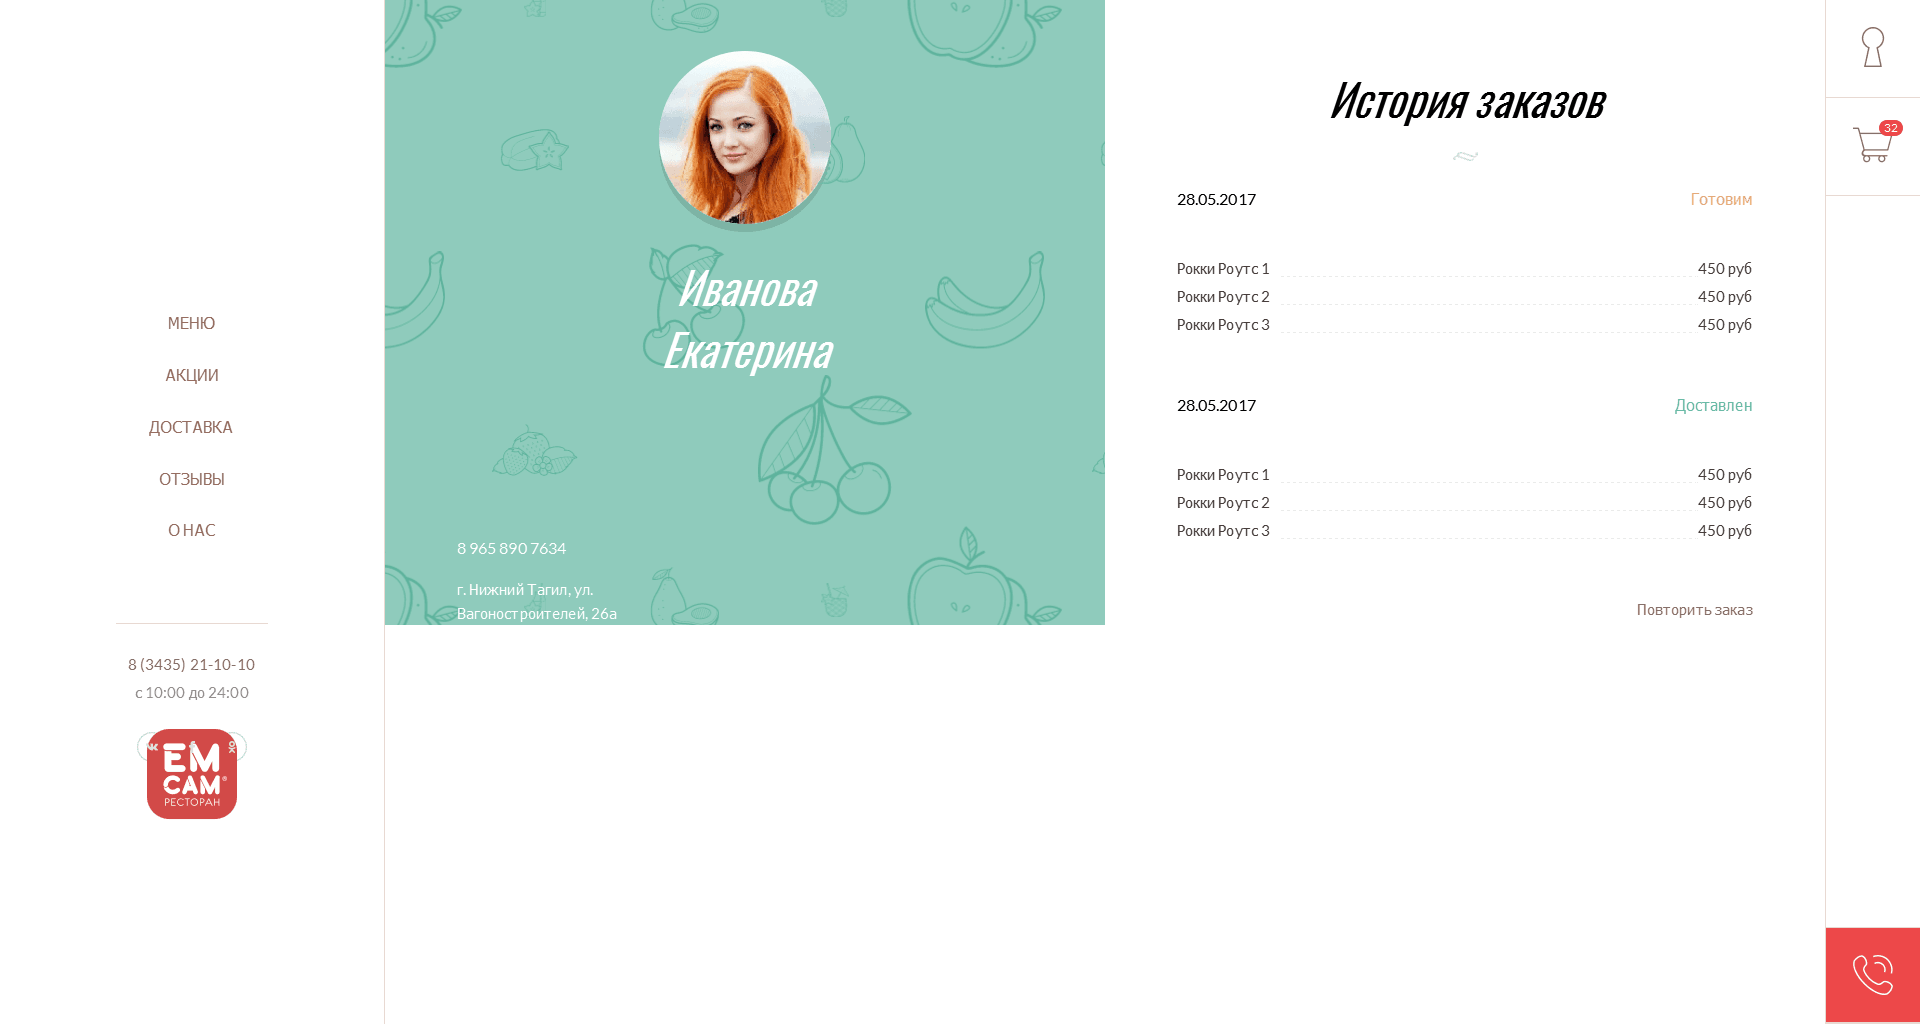 МЕНЮ
АКЦИИ
ДОСТАВКА
ОТЗЫВЫ
О НАС
8 (3435) 21-10-10
с 10:00 до 24:00
ЕМ
САМ®
РЕСТОРАН
Иванова
Екатерина
8 965 890 7634
г. Нижний Тагил, ул.
Вагоностроителей, 26а
История заказов
28.05.2017 Готовим
Рокки Роутс 1 450 руб
Рокки Роутс 2 450 руб
Рокки Роутс 3 450 руб
28.05.2017 Доставлен
Рокки Роутс 1 450 руб
Рокки Роутс 2 450 руб
Рокки Роутс 3 450 руб
Повторить заказ
32